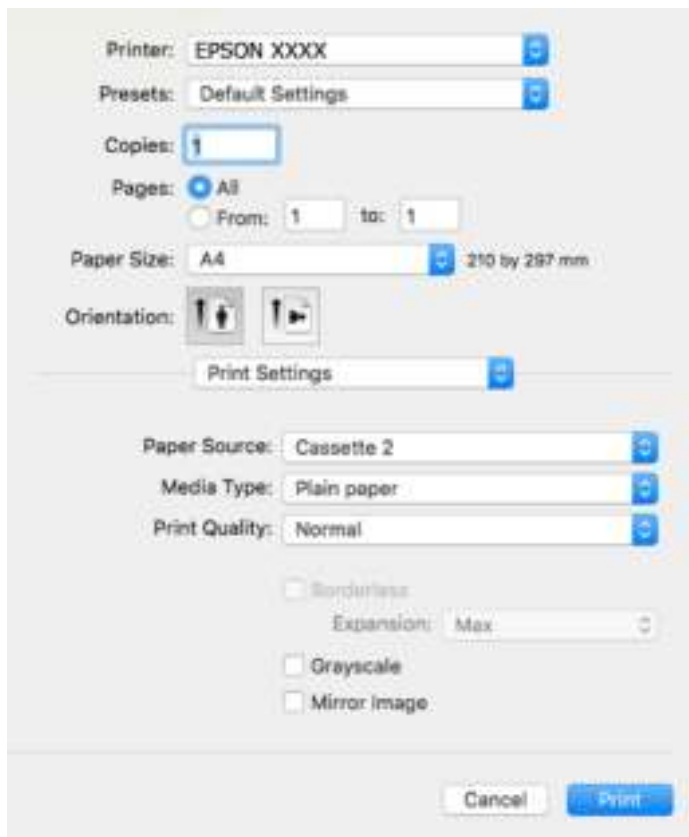 Printer: EPSON XXXX
Presets: Default Settings
Copies: 1
Pages: All
From: 1 to: 1
Paper Size: A4 210 by 297 mm
Orientation:
Print Settings
Paper Source: Cassette 2
Media Type: Plain paper
Print Quality: Normal
Borderless
Expansion: Max
Grayscale
Mirror Image
Cancel Print